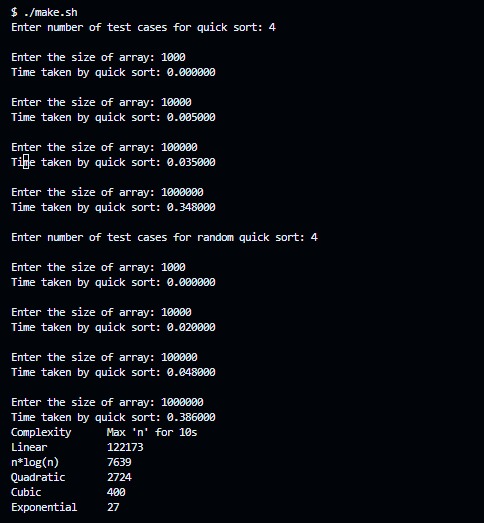 $ ./make.sh
Enter number of test cases for quick sort: 4
Enter the size of array: 1000
Time taken by quick sort: 0.000000
Enter the size of array: 10000
Time taken by quick sort: 0.005000
Enter the size of array: 100000
Time taken by quick sort: 0.035000
Enter the size of array: 1000000
Time taken by quick sort: 0.348000
Enter number of test cases for random quick sort: 4
Enter the size of array: 1000
Time taken by quick sort: 0.000000
Enter the size of array: 10000
Time taken by quick sort: 0.020000
Enter the size of array: 100000
Time taken by quick sort: 0.048000
Enter the size of array: 1000000
Time taken by quick sort: 0.386000
Complexity Max 'n' for 10s
Linear 122173
n*log(n) 7639
Quadratic 2724
Cubic 400
Exponential 27